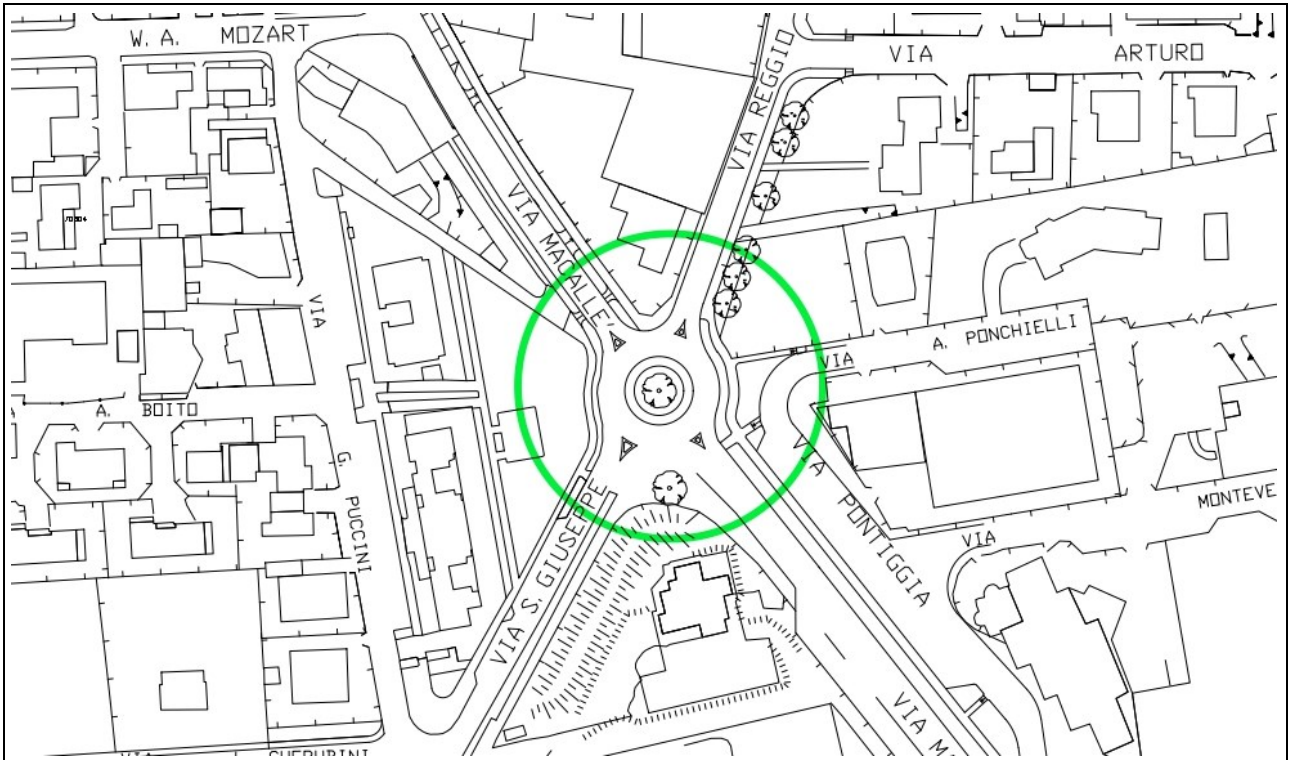 W. A. MOZART
VIA REGGIO
VIA ARTURO
VIA MACALLE'
VIA G. PUCCINI
A. BOITO
VIA A. PONCHIELLI
VIA PONTIGGIA
VIA MONTEVE
VIA S. GIUSEPPE
VIA M
VIA CHERUBINI